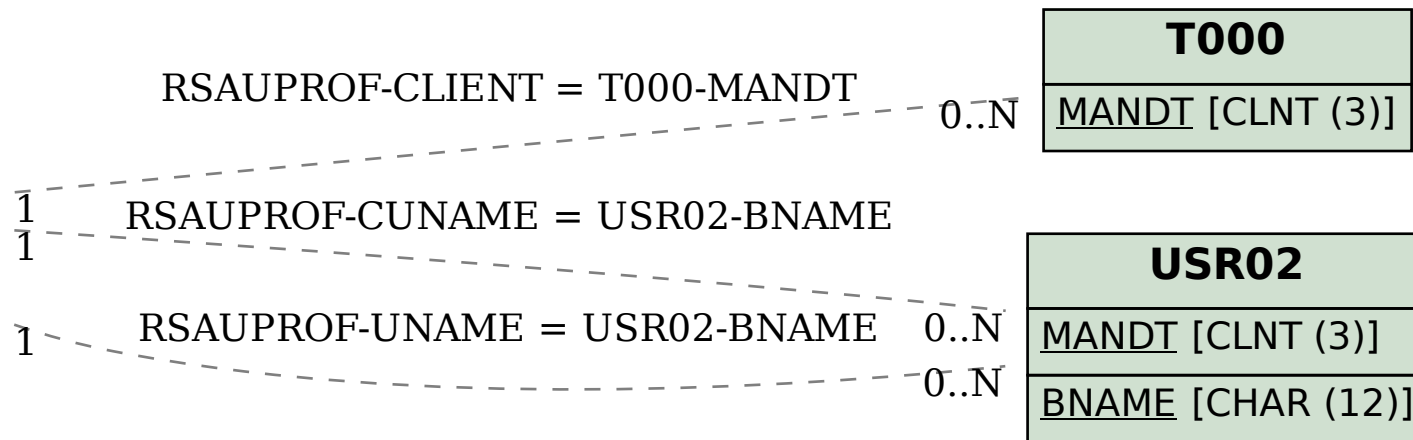 T000
RSAUPROF-CLIENT = T000-MANDT
0..N
MANDT [CLNT (3)]
1
RSAUPROF-CUNAME = USR02-BNAME
1
USR02
RSAUPROF-UNAME = USR02-BNAME
0..N
MANDT [CLNT (3)]
1
0..N
BNAME [CHAR (12)]